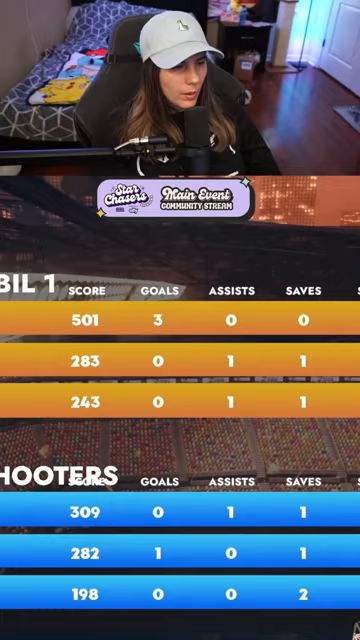 Star Chasers
Main Event
COMMUNITY STREAM
BIL 1
SCORE GOALS ASSISTS SAVES
501 3 0 0
283 0 1 1
243 0 1 1
HOOTERS
SCORE GOALS ASSISTS SAVES
309 0 1 1
282 1 0 1
198 0 0 2